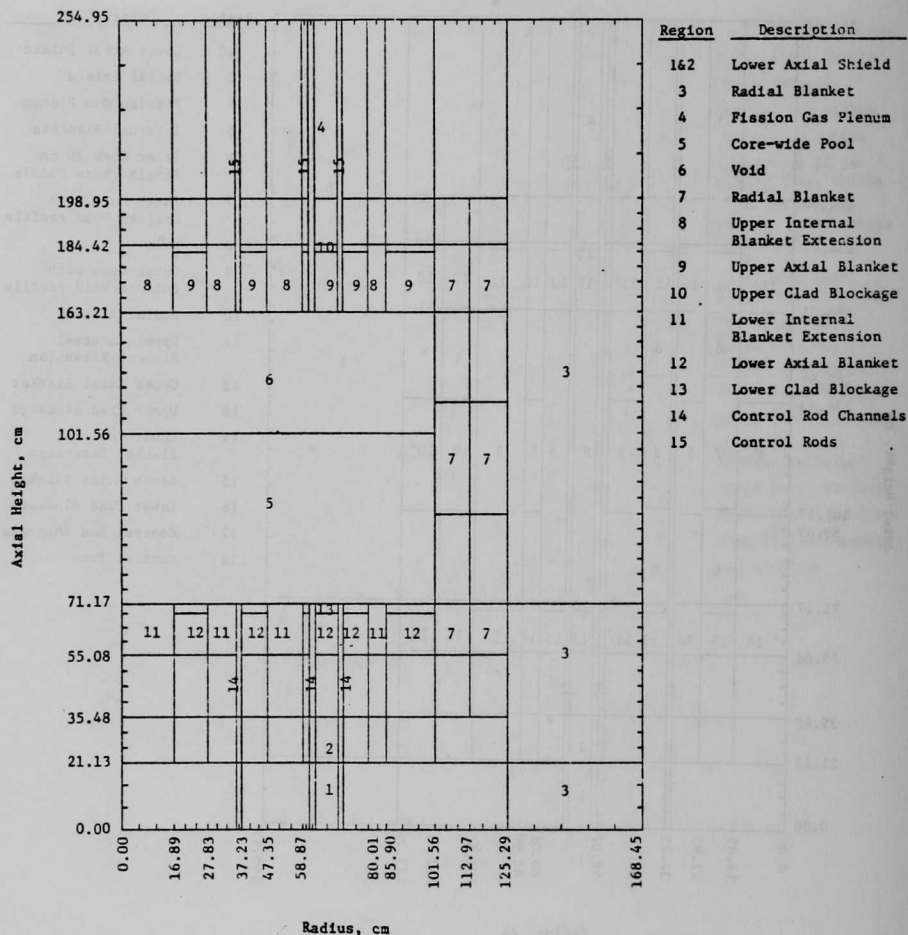 254.95
198.95
184.42
163.21
101.56
71.17
55.08
35.48
21.13
0.00
Axial Height, cm
4
15 15 15
10
8 9 8 9 8 9 9 8 9 7 7
6
3
7 7
5
13
11 12 11 12 11 12 12 11 12 7 7
3
14 14 14
2
1
3
0.00 16.89 27.83 37.23 47.35 58.87 80.01 85.90 101.56 112.97 125.29 168.45
Radius, cm
Region Description
1&2 Lower Axial Shield
3 Radial Blanket
4 Fission Gas Plenum
5 Core-wide Pool
6 Void
7 Radial Blanket
8 Upper Internal
Blanket Extension
9 Upper Axial Blanket
10 Upper Clad Blockage
11 Lower Internal
Blanket Extension
12 Lower Axial Blanket
13 Lower Clad Blockage
14 Control Rod Channels
15 Control Rods